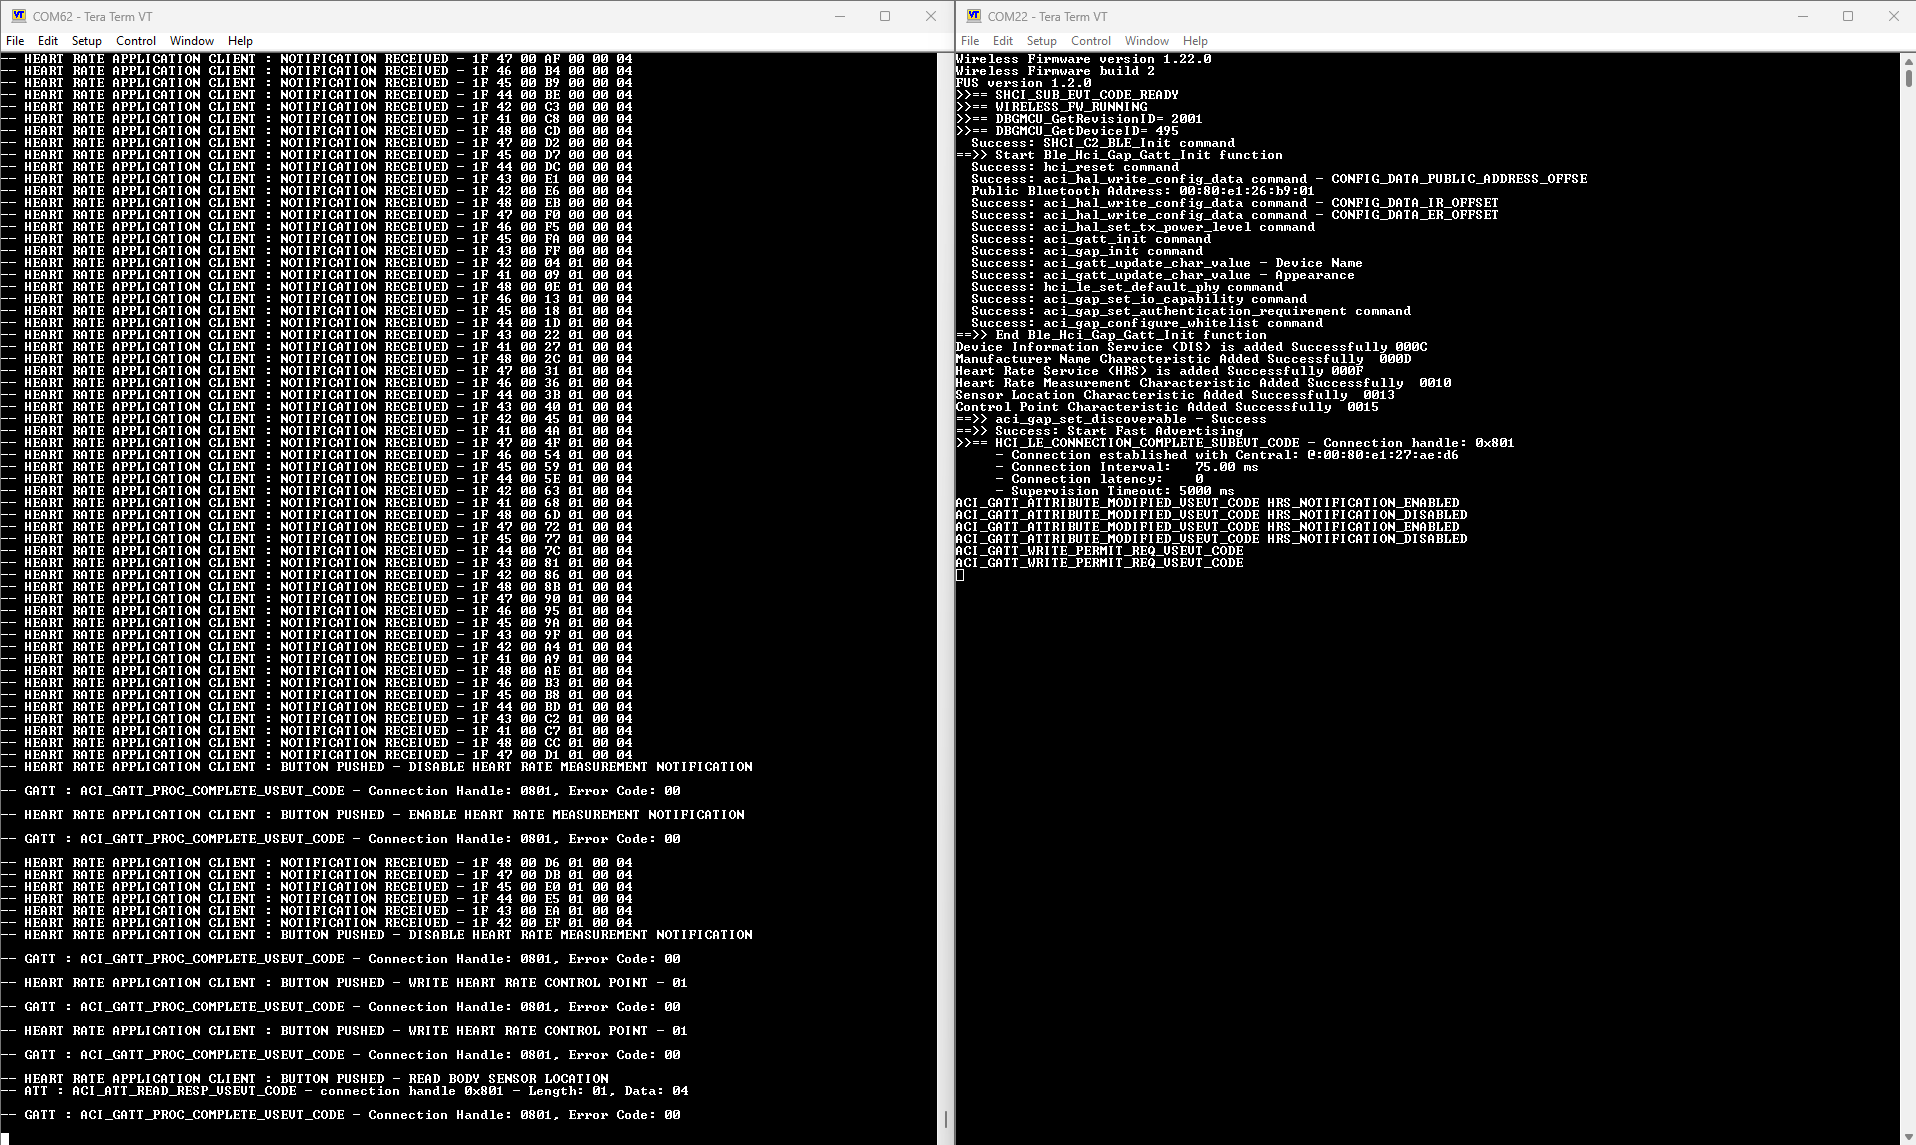 COM62 - Tera Term VT
File Edit Setup Control Window Help
-- HEART RATE APPLICATION CLIENT : NOTIFICATION RECEIVED - 1F 47 00 AF 00 00 04
-- HEART RATE APPLICATION CLIENT : NOTIFICATION RECEIVED - 1F 46 00 B4 00 00 04
-- HEART RATE APPLICATION CLIENT : NOTIFICATION RECEIVED - 1F 45 00 B9 00 00 04
-- HEART RATE APPLICATION CLIENT : NOTIFICATION RECEIVED - 1F 44 00 BE 00 00 04
-- HEART RATE APPLICATION CLIENT : NOTIFICATION RECEIVED - 1F 42 00 C3 00 00 04
-- HEART RATE APPLICATION CLIENT : NOTIFICATION RECEIVED - 1F 41 00 C8 00 00 04
-- HEART RATE APPLICATION CLIENT : NOTIFICATION RECEIVED - 1F 48 00 CD 00 00 04
-- HEART RATE APPLICATION CLIENT : NOTIFICATION RECEIVED - 1F 47 00 D2 00 00 04
-- HEART RATE APPLICATION CLIENT : NOTIFICATION RECEIVED - 1F 45 00 D7 00 00 04
-- HEART RATE APPLICATION CLIENT : NOTIFICATION RECEIVED - 1F 44 00 DC 00 00 04
-- HEART RATE APPLICATION CLIENT : NOTIFICATION RECEIVED - 1F 43 00 E1 00 00 04
-- HEART RATE APPLICATION CLIENT : NOTIFICATION RECEIVED - 1F 42 00 E6 00 00 04
-- HEART RATE APPLICATION CLIENT : NOTIFICATION RECEIVED - 1F 48 00 EB 00 00 04
-- HEART RATE APPLICATION CLIENT : NOTIFICATION RECEIVED - 1F 47 00 F0 00 00 04
-- HEART RATE APPLICATION CLIENT : NOTIFICATION RECEIVED - 1F 46 00 F5 00 00 04
-- HEART RATE APPLICATION CLIENT : NOTIFICATION RECEIVED - 1F 45 00 FA 00 00 04
-- HEART RATE APPLICATION CLIENT : NOTIFICATION RECEIVED - 1F 43 00 FF 00 00 04
-- HEART RATE APPLICATION CLIENT : NOTIFICATION RECEIVED - 1F 42 00 04 01 00 04
-- HEART RATE APPLICATION CLIENT : NOTIFICATION RECEIVED - 1F 41 00 09 01 00 04
-- HEART RATE APPLICATION CLIENT : NOTIFICATION RECEIVED - 1F 48 00 0E 01 00 04
-- HEART RATE APPLICATION CLIENT : NOTIFICATION RECEIVED - 1F 46 00 13 01 00 04
-- HEART RATE APPLICATION CLIENT : NOTIFICATION RECEIVED - 1F 45 00 18 01 00 04
-- HEART RATE APPLICATION CLIENT : NOTIFICATION RECEIVED - 1F 44 00 1D 01 00 04
-- HEART RATE APPLICATION CLIENT : NOTIFICATION RECEIVED - 1F 43 00 22 01 00 04
-- HEART RATE APPLICATION CLIENT : NOTIFICATION RECEIVED - 1F 41 00 27 01 00 04
-- HEART RATE APPLICATION CLIENT : NOTIFICATION RECEIVED - 1F 48 00 2C 01 00 04
-- HEART RATE APPLICATION CLIENT : NOTIFICATION RECEIVED - 1F 47 00 31 01 00 04
-- HEART RATE APPLICATION CLIENT : NOTIFICATION RECEIVED - 1F 46 00 36 01 00 04
-- HEART RATE APPLICATION CLIENT : NOTIFICATION RECEIVED - 1F 44 00 3B 01 00 04
-- HEART RATE APPLICATION CLIENT : NOTIFICATION RECEIVED - 1F 43 00 40 01 00 04
-- HEART RATE APPLICATION CLIENT : NOTIFICATION RECEIVED - 1F 42 00 45 01 00 04
-- HEART RATE APPLICATION CLIENT : NOTIFICATION RECEIVED - 1F 41 00 4A 01 00 04
-- HEART RATE APPLICATION CLIENT : NOTIFICATION RECEIVED - 1F 47 00 4F 01 00 04
-- HEART RATE APPLICATION CLIENT : NOTIFICATION RECEIVED - 1F 46 00 54 01 00 04
-- HEART RATE APPLICATION CLIENT : NOTIFICATION RECEIVED - 1F 45 00 59 01 00 04
-- HEART RATE APPLICATION CLIENT : NOTIFICATION RECEIVED - 1F 44 00 5E 01 00 04
-- HEART RATE APPLICATION CLIENT : NOTIFICATION RECEIVED - 1F 42 00 63 01 00 04
-- HEART RATE APPLICATION CLIENT : NOTIFICATION RECEIVED - 1F 41 00 68 01 00 04
-- HEART RATE APPLICATION CLIENT : NOTIFICATION RECEIVED - 1F 48 00 6D 01 00 04
-- HEART RATE APPLICATION CLIENT : NOTIFICATION RECEIVED - 1F 47 00 72 01 00 04
-- HEART RATE APPLICATION CLIENT : NOTIFICATION RECEIVED - 1F 45 00 77 01 00 04
-- HEART RATE APPLICATION CLIENT : NOTIFICATION RECEIVED - 1F 44 00 7C 01 00 04
-- HEART RATE APPLICATION CLIENT : NOTIFICATION RECEIVED - 1F 43 00 81 01 00 04
-- HEART RATE APPLICATION CLIENT : NOTIFICATION RECEIVED - 1F 42 00 86 01 00 04
-- HEART RATE APPLICATION CLIENT : NOTIFICATION RECEIVED - 1F 48 00 8B 01 00 04
-- HEART RATE APPLICATION CLIENT : NOTIFICATION RECEIVED - 1F 47 00 90 01 00 04
-- HEART RATE APPLICATION CLIENT : NOTIFICATION RECEIVED - 1F 46 00 95 01 00 04
-- HEART RATE APPLICATION CLIENT : NOTIFICATION RECEIVED - 1F 45 00 9A 01 00 04
-- HEART RATE APPLICATION CLIENT : NOTIFICATION RECEIVED - 1F 43 00 9F 01 00 04
-- HEART RATE APPLICATION CLIENT : NOTIFICATION RECEIVED - 1F 42 00 A4 01 00 04
-- HEART RATE APPLICATION CLIENT : NOTIFICATION RECEIVED - 1F 41 00 A9 01 00 04
-- HEART RATE APPLICATION CLIENT : NOTIFICATION RECEIVED - 1F 48 00 AE 01 00 04
-- HEART RATE APPLICATION CLIENT : NOTIFICATION RECEIVED - 1F 46 00 B3 01 00 04
-- HEART RATE APPLICATION CLIENT : NOTIFICATION RECEIVED - 1F 45 00 B8 01 00 04
-- HEART RATE APPLICATION CLIENT : NOTIFICATION RECEIVED - 1F 44 00 BD 01 00 04
-- HEART RATE APPLICATION CLIENT : NOTIFICATION RECEIVED - 1F 43 00 C2 01 00 04
-- HEART RATE APPLICATION CLIENT : NOTIFICATION RECEIVED - 1F 41 00 C7 01 00 04
-- HEART RATE APPLICATION CLIENT : NOTIFICATION RECEIVED - 1F 48 00 CC 01 00 04
-- HEART RATE APPLICATION CLIENT : NOTIFICATION RECEIVED - 1F 47 00 D1 01 00 04
-- HEART RATE APPLICATION CLIENT : BUTTON PUSHED - DISABLE HEART RATE MEASUREMENT NOTIFICATION
-- GATT : ACI_GATT_PROC_COMPLETE_VSEVT_CODE - Connection Handle: 0801, Error Code: 00
-- HEART RATE APPLICATION CLIENT : BUTTON PUSHED - ENABLE HEART RATE MEASUREMENT NOTIFICATION
-- GATT : ACI_GATT_PROC_COMPLETE_VSEVT_CODE - Connection Handle: 0801, Error Code: 00
-- HEART RATE APPLICATION CLIENT : NOTIFICATION RECEIVED - 1F 48 00 D6 01 00 04
-- HEART RATE APPLICATION CLIENT : NOTIFICATION RECEIVED - 1F 47 00 DB 01 00 04
-- HEART RATE APPLICATION CLIENT : NOTIFICATION RECEIVED - 1F 45 00 E0 01 00 04
-- HEART RATE APPLICATION CLIENT : NOTIFICATION RECEIVED - 1F 44 00 E5 01 00 04
-- HEART RATE APPLICATION CLIENT : NOTIFICATION RECEIVED - 1F 43 00 EA 01 00 04
-- HEART RATE APPLICATION CLIENT : NOTIFICATION RECEIVED - 1F 42 00 EF 01 00 04
-- HEART RATE APPLICATION CLIENT : BUTTON PUSHED - DISABLE HEART RATE MEASUREMENT NOTIFICATION
-- GATT : ACI_GATT_PROC_COMPLETE_VSEVT_CODE - Connection Handle: 0801, Error Code: 00
-- HEART RATE APPLICATION CLIENT : BUTTON PUSHED - WRITE HEART RATE CONTROL POINT - 01
-- GATT : ACI_GATT_PROC_COMPLETE_VSEVT_CODE - Connection Handle: 0801, Error Code: 00
-- HEART RATE APPLICATION CLIENT : BUTTON PUSHED - WRITE HEART RATE CONTROL POINT - 01
-- GATT : ACI_GATT_PROC_COMPLETE_VSEVT_CODE - Connection Handle: 0801, Error Code: 00
-- HEART RATE APPLICATION CLIENT : BUTTON PUSHED - READ BODY SENSOR LOCATION
-- ATT : ACI_ATT_READ_RESP_VSEVT_CODE - connection handle 0x801 - Length: 01, Data: 04
-- GATT : ACI_GATT_PROC_COMPLETE_VSEVT_CODE - Connection Handle: 0801, Error Code: 00
COM22 - Tera Term VT
File Edit Setup Control Window Help
Wireless Firmware version 1.22.0
Wireless Firmware build 2
FUS version 1.2.0
>>== SHCI_SUB_EVT_CODE_READY
>>== WIRELESS_FW_RUNNING
>>== DBGMCU_GetRevisionID= 2001
>>== DBGMCU_GetDeviceID= 495
Success: SHCI_C2_BLE_Init command
==>> Start Ble_Hci_Gap_Gatt_Init function
Success: hci_reset command
Success: aci_hal_write_config_data command - CONFIG_DATA_PUBLIC_ADDRESS_OFFSE
Public Bluetooth Address: 00:80:e1:26:b9:01
Success: aci_hal_write_config_data command - CONFIG_DATA_IR_OFFSET
Success: aci_hal_write_config_data command - CONFIG_DATA_ER_OFFSET
Success: aci_hal_set_tx_power_level command
Success: aci_gatt_init command
Success: aci_gap_init command
Success: aci_gatt_update_char_value - Device Name
Success: aci_gatt_update_char_value - Appearance
Success: hci_le_set_default_phy command
Success: aci_gap_set_io_capability command
Success: aci_gap_set_authentication_requirement command
Success: aci_gap_configure_whitelist command
==>> End Ble_Hci_Gap_Gatt_Init function
Device Information Service (DIS) is added Successfully 000C
Manufacturer Name Characteristic Added Successfully  000D
Heart Rate Service (HRS) is added Successfully 000F
Heart Rate Measurement Characteristic Added Successfully  0010
Sensor Location Characteristic Added Successfully  0013
Control Point Characteristic Added Successfully  0015
==>> aci_gap_set_discoverable - Success
==>> Success: Start Fast Advertising
>>== HCI_LE_CONNECTION_COMPLETE_SUBEVT_CODE - Connection handle: 0x801
- Connection established with Central: @:00:80:e1:27:ae:d6
- Connection Interval:   75.00 ms
- Connection latency:    0
- Supervision Timeout: 5000 ms
ACI_GATT_ATTRIBUTE_MODIFIED_VSEVT_CODE HRS_NOTIFICATION_ENABLED
ACI_GATT_ATTRIBUTE_MODIFIED_VSEVT_CODE HRS_NOTIFICATION_DISABLED
ACI_GATT_ATTRIBUTE_MODIFIED_VSEVT_CODE HRS_NOTIFICATION_ENABLED
ACI_GATT_ATTRIBUTE_MODIFIED_VSEVT_CODE HRS_NOTIFICATION_DISABLED
ACI_GATT_WRITE_PERMIT_REQ_VSEVT_CODE
ACI_GATT_WRITE_PERMIT_REQ_VSEVT_CODE